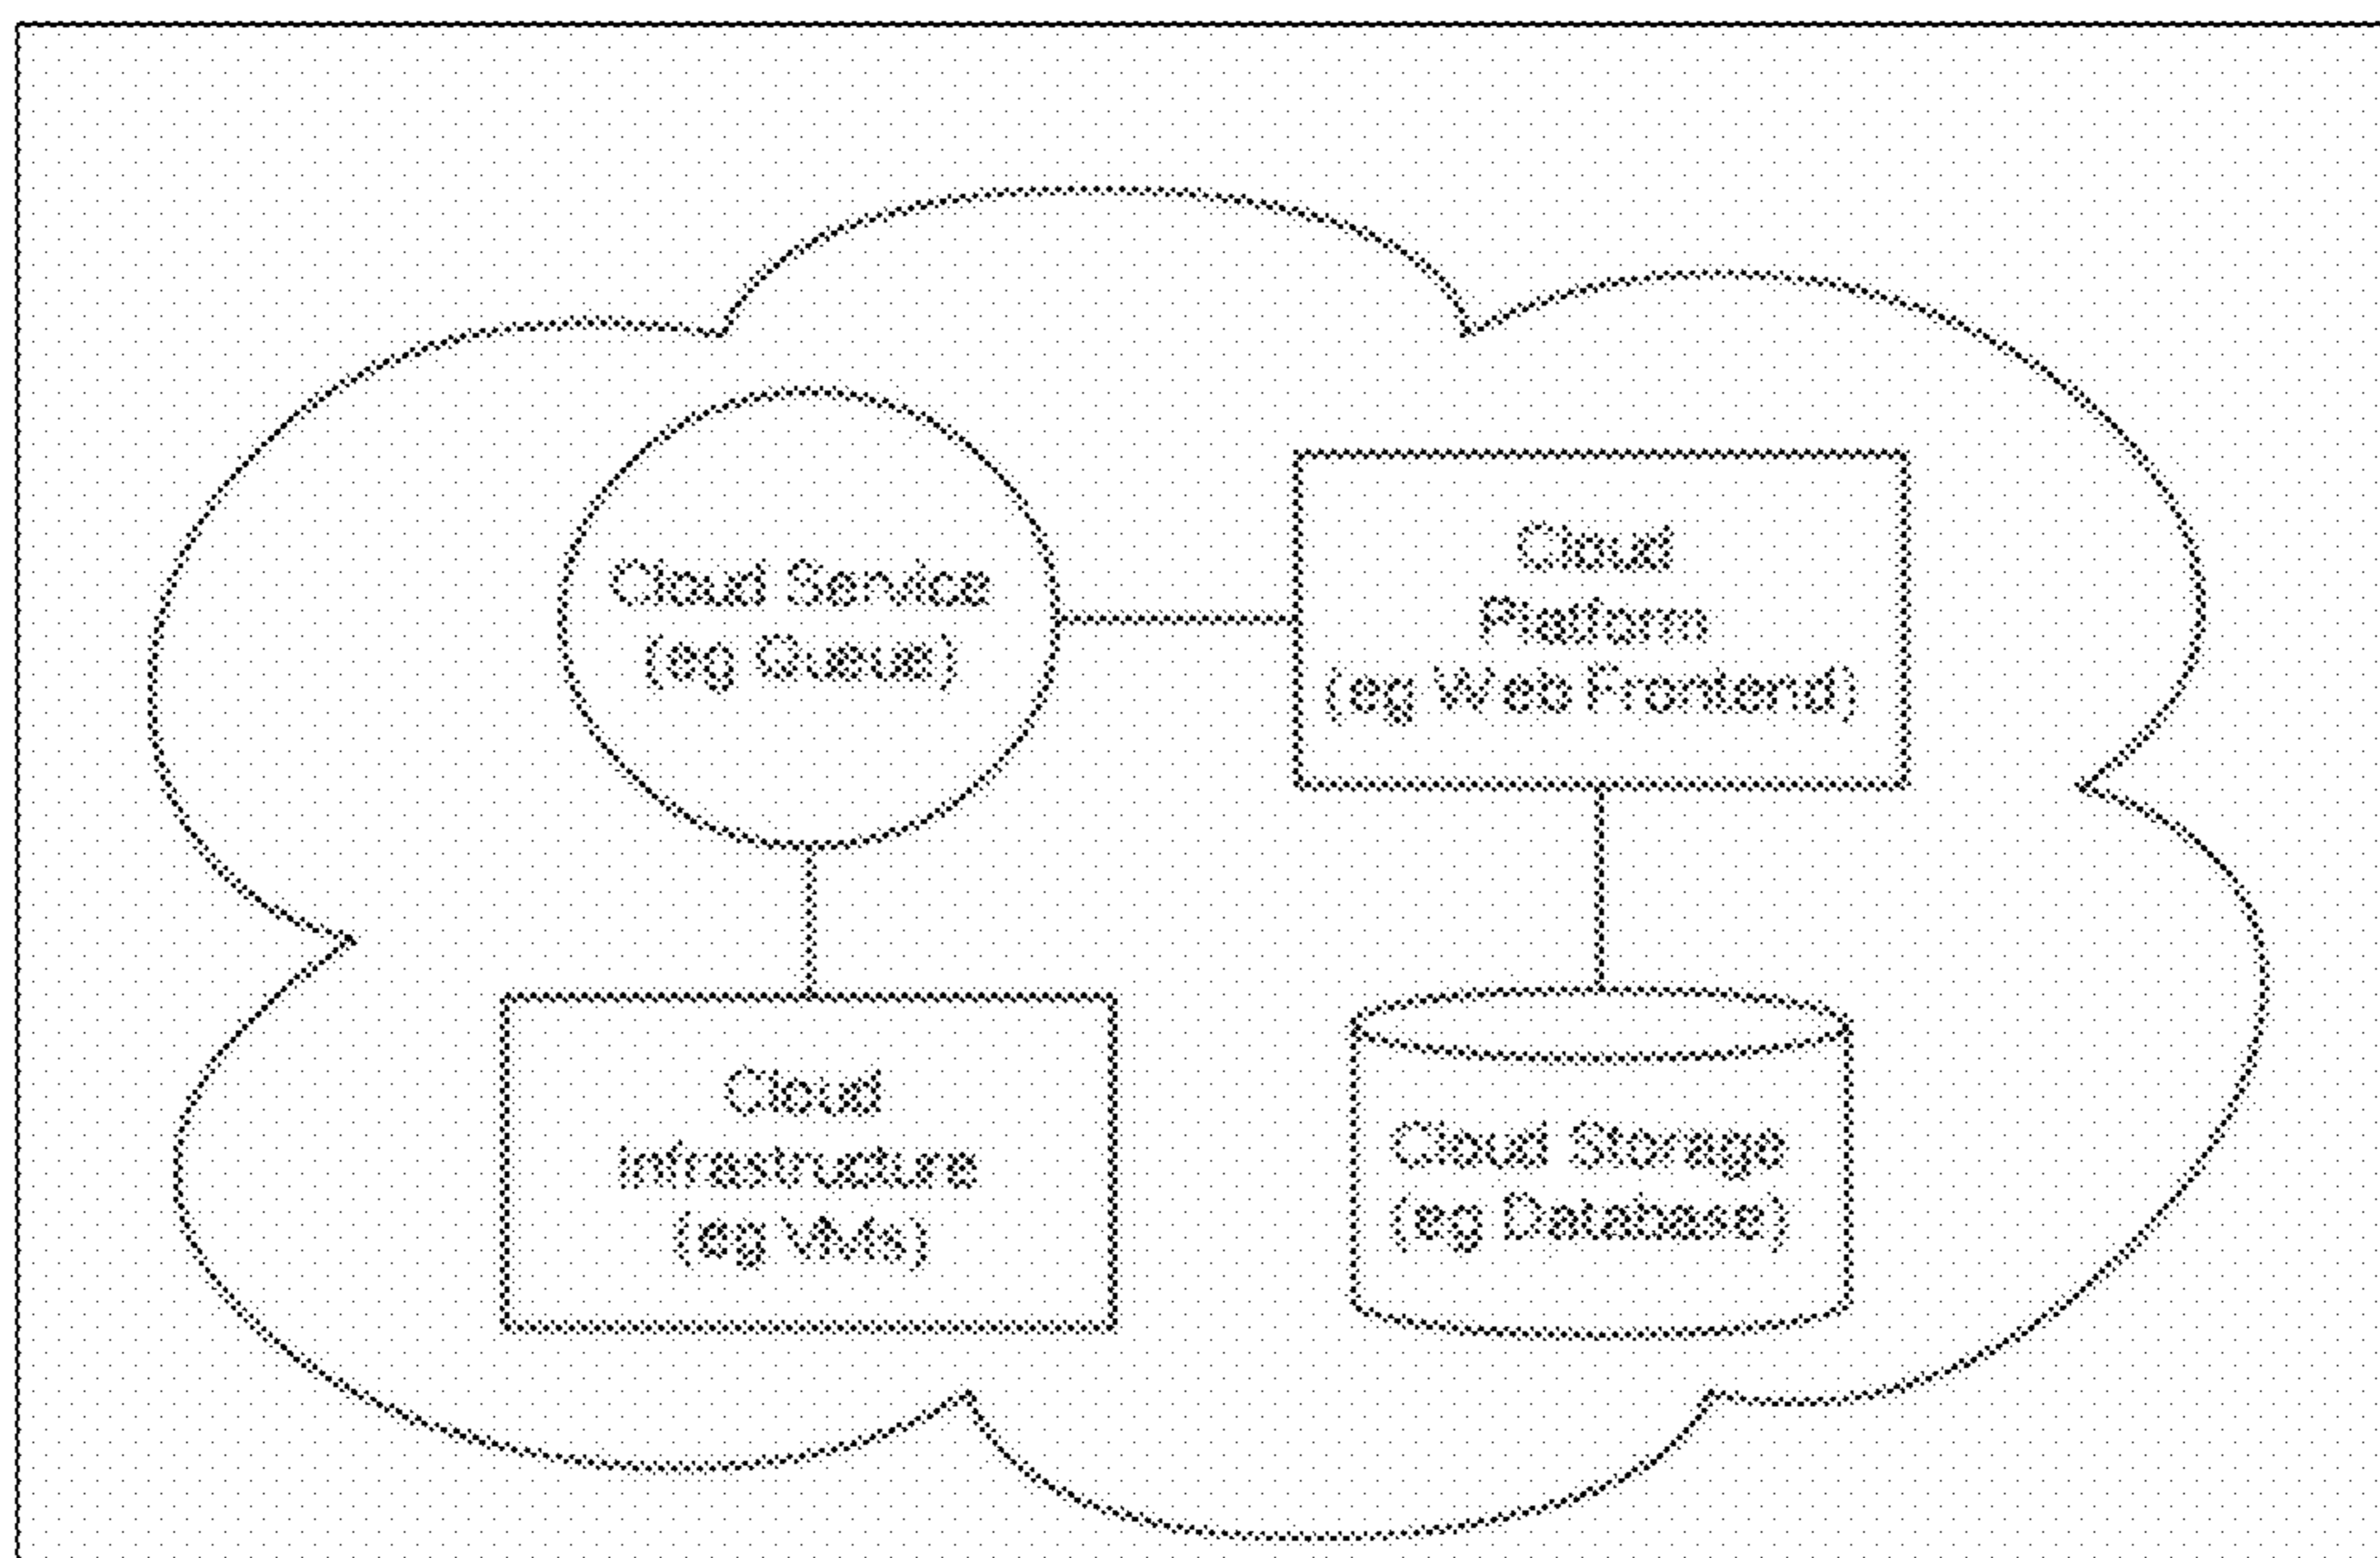 Cloud Service
(eg Queue)
Cloud
Platform
(eg Web Frontend)
Cloud
Infrastructure
(eg VMs)
Cloud Storage
(eg Database)